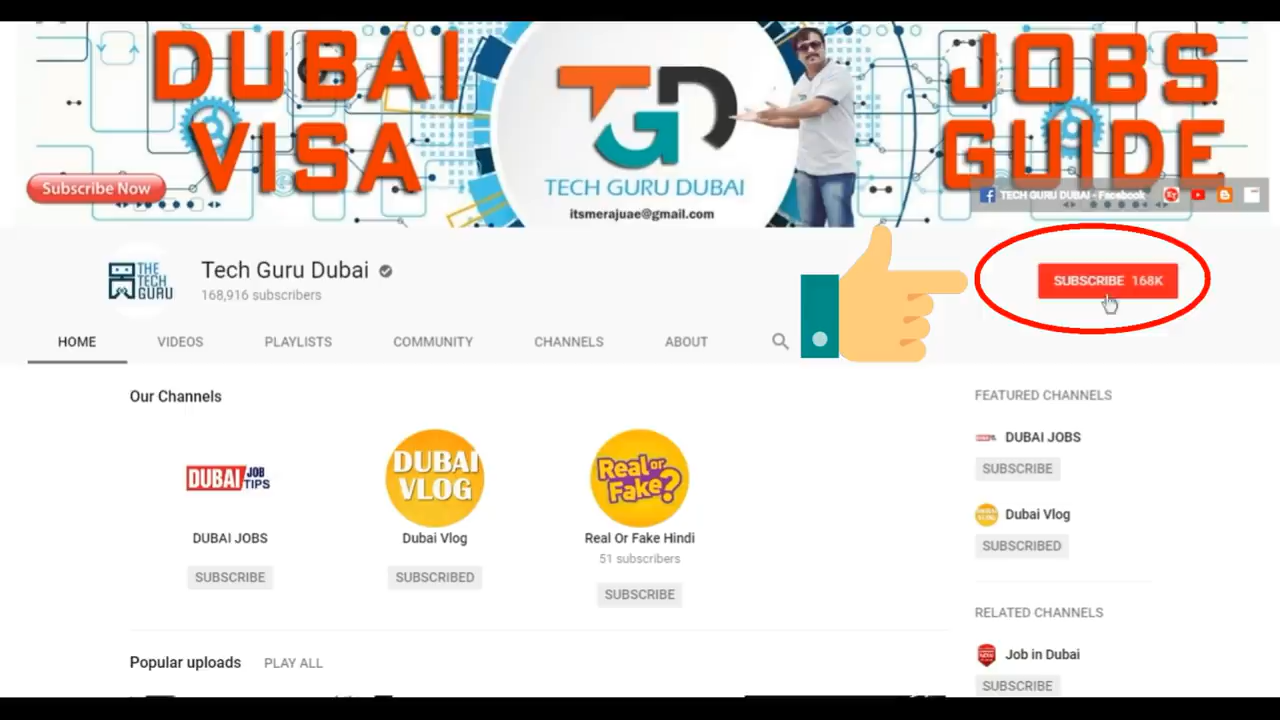 DUBAI
VISA
JOBS
GUIDE
Subscribe Now
TGD
TECH GURU DUBAI
itsmerajuae@gmail.com
TECH GURU DUBAI - Facebook
THE
TECH
GURU
Tech Guru Dubai
168,916 subscribers
SUBSCRIBE 168K
HOME VIDEOS PLAYLISTS COMMUNITY CHANNELS ABOUT
Our Channels
DUBAI JOB TIPS
DUBAI JOBS
SUBSCRIBE
DUBAI
VLOG
Dubai Vlog
SUBSCRIBED
Real or
Fake?
Real Or Fake Hindi
51 subscribers
SUBSCRIBE
Popular uploads PLAY ALL
FEATURED CHANNELS
DUBAI JOBS
SUBSCRIBE
Dubai Vlog
SUBSCRIBED
RELATED CHANNELS
Job in Dubai
SUBSCRIBE